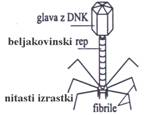 glava z DNK
beljakovinski rep
nitasti izrastki
fibrile